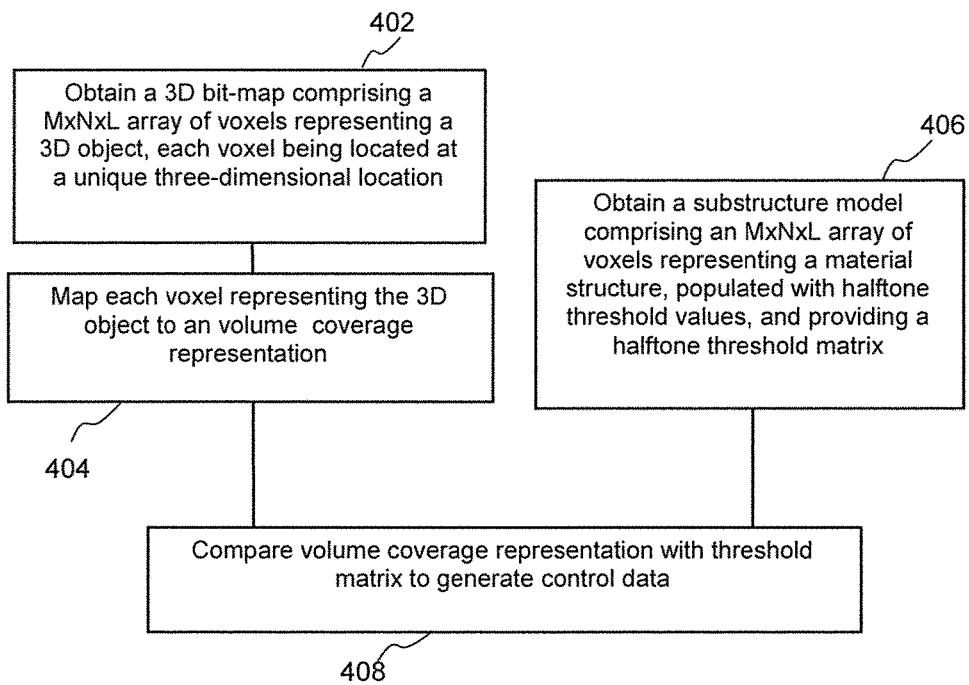 402
Obtain a 3D bit-map comprising a
MxNxL array of voxels representing a
3D object, each voxel being located at
a unique three-dimensional location
406
Obtain a substructure model
comprising an MxNxL array of
voxels representing a material
structure, populated with halftone
threshold values, and providing a
halftone threshold matrix
Map each voxel representing the 3D
object to an volume coverage
representation
404
Compare volume coverage representation with threshold
matrix to generate control data
408